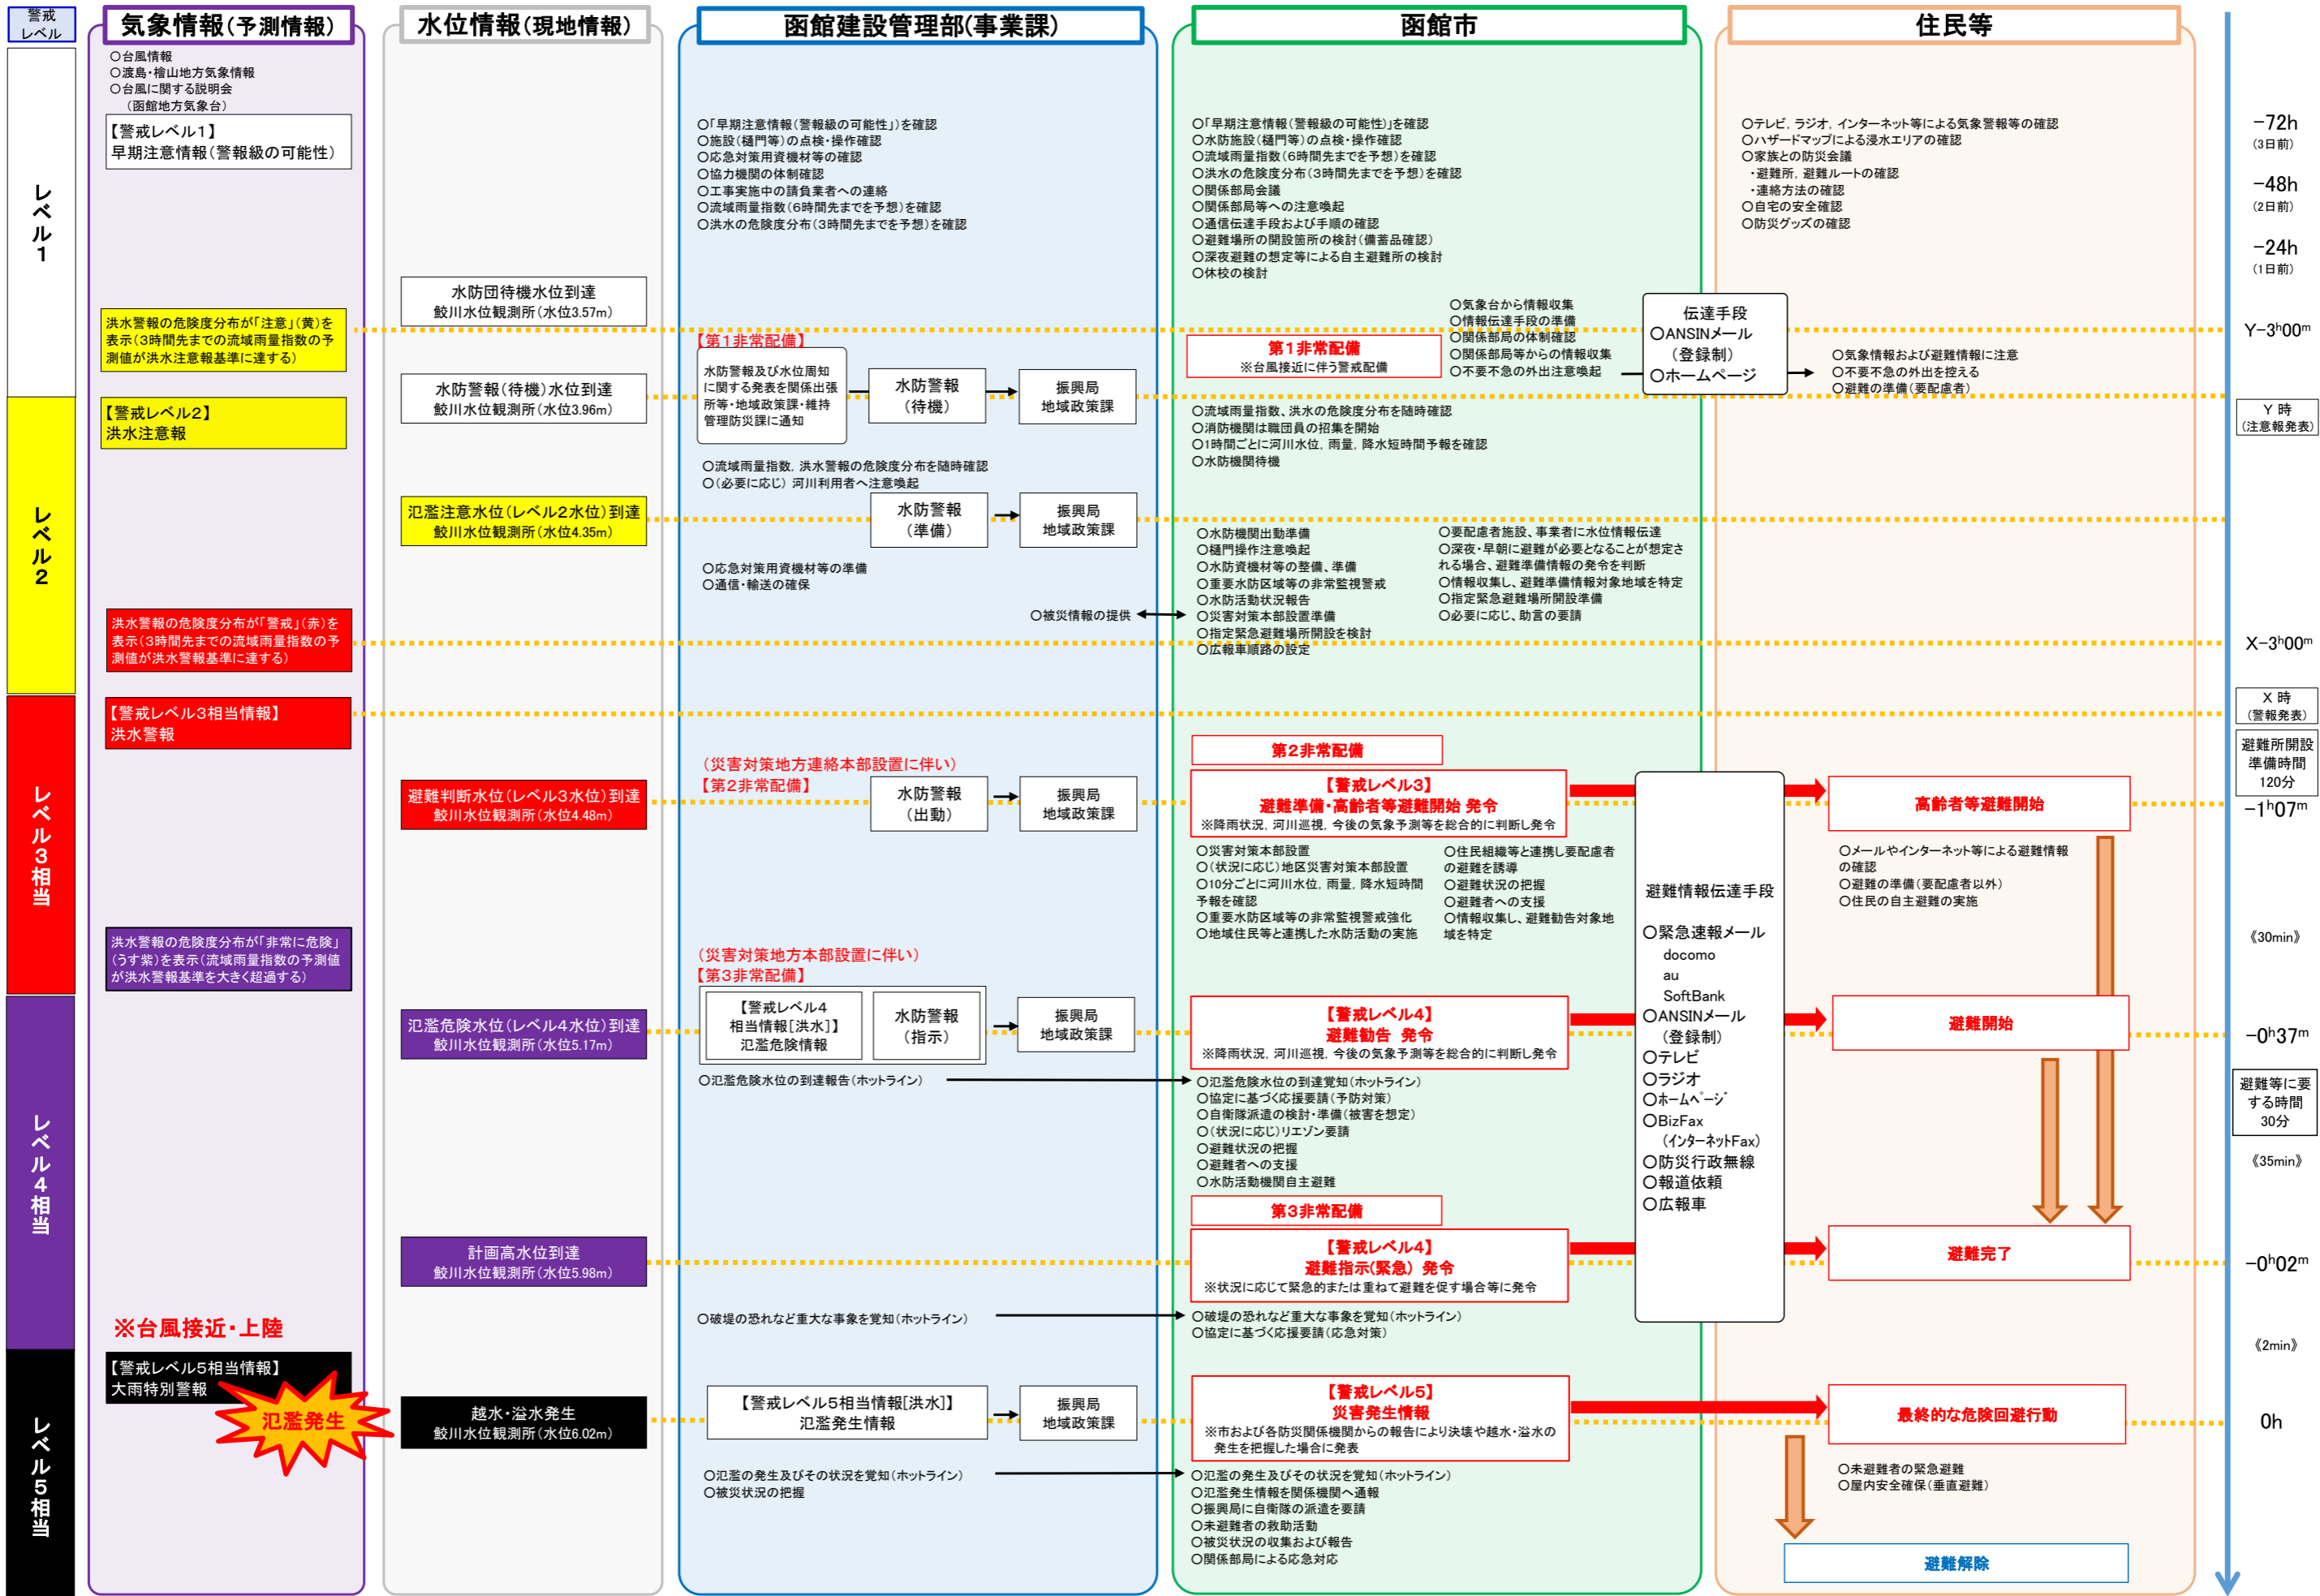 警戒
レベル
気象情報(予測情報)
水位情報(現地情報)
函館建設管理部(事業課)
函館市
住民等
レベル1
レベル2
レベル3相当
レベル4相当
レベル5相当
○台風情報
○渡島・檜山地方気象情報
○台風に関する説明会
(函館地方気象台)
【警戒レベル1】
早期注意情報(警報級の可能性)
洪水警報の危険度分布が「注意」(黄)を
表示(3時間先までの流域雨量指数の予
測値が洪水注意報基準に達する)
【警戒レベル2】
洪水注意報
洪水警報の危険度分布が「警戒」(赤)を
表示(3時間先までの流域雨量指数の予
測値が洪水警報基準に達する)
【警戒レベル3相当情報】
洪水警報
洪水警報の危険度分布が「非常に危険」
(うす紫)を表示(流域雨量指数の予測値
が洪水警報基準を大きく超過する)
※台風接近・上陸
【警戒レベル5相当情報】
大雨特別警報
氾濫発生
水防団待機水位到達
鮫川水位観測所(水位3.57m)
水防警報(待機)水位到達
鮫川水位観測所(水位3.96m)
氾濫注意水位(レベル2水位)到達
鮫川水位観測所(水位4.35m)
避難判断水位(レベル3水位)到達
鮫川水位観測所(水位4.48m)
氾濫危険水位(レベル4水位)到達
鮫川水位観測所(水位5.17m)
計画高水位到達
鮫川水位観測所(水位5.98m)
越水・溢水発生
鮫川水位観測所(水位6.02m)
○「早期注意情報(警報級の可能性」)を確認
○施設(樋門等)の点検・操作確認
○応急対策用資機材等の確認
○協力機関の体制確認
○工事実施中の請負業者への連絡
○流域雨量指数(6時間先までを予想)を確認
○洪水の危険度分布(3時間先までを予想)を確認
【第1非常配備】
水防警報及び水位周知
に関する発表を関係出張
所等・地域政策課・維持
管理防災課に通知
水防警報
(待機)
振興局
地域政策課
○流域雨量指数, 洪水警報の危険度分布を随時確認
○(必要に応じ) 河川利用者へ注意喚起
水防警報
(準備)
振興局
地域政策課
○応急対策用資機材等の準備
○通信・輸送の確保
○被災情報の提供
(災害対策地方連絡本部設置に伴い)
【第2非常配備】
水防警報
(出動)
振興局
地域政策課
(災害対策地方本部設置に伴い)
【第3非常配備】
【警戒レベル4
相当情報[洪水]】
氾濫危険情報
水防警報
(指示)
振興局
地域政策課
○氾濫危険水位の到達報告(ホットライン)
○破堤の恐れなど重大な事象を覚知(ホットライン)
【警戒レベル5相当情報[洪水]】
氾濫発生情報
振興局
地域政策課
○氾濫の発生及びその状況を覚知(ホットライン)
○被災状況の把握
○「早期注意情報(警報級の可能性)」を確認
○水防施設(樋門等)の点検・操作確認
○流域雨量指数(6時間先までを予想)を確認
○洪水の危険度分布(3時間先までを予想)を確認
○関係部局会議
○関係部局等への注意喚起
○通信伝達手段および手順の確認
○避難場所の開設箇所の検討(備蓄品確認)
○深夜避難の想定等による自主避難所の検討
○休校の検討
第1非常配備
※台風接近に伴う警戒配備
○気象台から情報収集
○情報伝達手段の準備
○関係部局の体制確認
○関係部局等からの情報収集
○不要不急の外出注意喚起
○流域雨量指数、洪水の危険度分布を随時確認
○消防機関は職団員の招集を開始
○1時間ごとに河川水位, 雨量, 降水短時間予報を確認
○水防機関待機
○水防機関出動準備
○樋門操作注意喚起
○水防資機材等の整備、準備
○重要水防区域等の非常監視警戒
○水防活動状況報告
○災害対策本部設置準備
○指定緊急避難場所開設を検討
○広報車順路の設定
○要配慮者施設、事業者に水位情報伝達
○深夜・早朝に避難が必要となることが想定さ
れる場合、避難準備情報の発令を判断
○情報収集し、避難準備情報対象地域を特定
○指定緊急避難場所開設準備
○必要に応じ、助言の要請
第2非常配備
【警戒レベル3】
避難準備・高齢者等避難開始 発令
※降雨状況, 河川巡視, 今後の気象予測等を総合的に判断し発令
○災害対策本部設置
○(状況に応じ)地区災害対策本部設置
○10分ごとに河川水位, 雨量, 降水短時間
予報を確認
○重要水防区域等の非常監視警戒強化
○地域住民等と連携した水防活動の実施
○住民組織等と連携し要配慮者
の避難を誘導
○避難状況の把握
○避難者への支援
○情報収集し、避難勧告対象地
域を特定
【警戒レベル4】
避難勧告 発令
※降雨状況, 河川巡視, 今後の気象予測等を総合的に判断し発令
○氾濫危険水位の到達覚知(ホットライン)
○協定に基づく応援要請(予防対策)
○自衛隊派遣の検討・準備(被害を想定)
○(状況に応じ)リエゾン要請
○避難状況の把握
○避難者への支援
○水防活動機関自主避難
第3非常配備
【警戒レベル4】
避難指示(緊急) 発令
※状況に応じて緊急的または重ねて避難を促す場合等に発令
○破堤の恐れなど重大な事象を覚知(ホットライン)
○協定に基づく応援要請(応急対策)
【警戒レベル5】
災害発生情報
※市および各防災関係機関からの報告により決壊や越水・溢水の
発生を把握した場合に発表
○氾濫の発生及びその状況を覚知(ホットライン)
○氾濫発生情報を関係機関へ通報
○振興局に自衛隊の派遣を要請
○未避難者の救助活動
○被災状況の収集および報告
○関係部局による応急対応
伝達手段
○ANSINメール
(登録制)
○ホームページ
避難情報伝達手段
○緊急速報メール
docomo
au
SoftBank
○ANSINメール
(登録制)
○テレビ
○ラジオ
○ホームページ
○BizFax
(インターネットFax)
○防災行政無線
○報道依頼
○広報車
○テレビ, ラジオ, インターネット等による気象警報等の確認
○ハザードマップによる浸水エリアの確認
○家族との防災会議
・避難所, 避難ルートの確認
・連絡方法の確認
○自宅の安全確認
○防災グッズの確認
○気象情報および避難情報に注意
○不要不急の外出を控える
○避難の準備(要配慮者)
高齢者等避難開始
○メールやインターネット等による避難情報
の確認
○避難の準備(要配慮者以外)
○住民の自主避難の実施
避難開始
避難完了
最終的な危険回避行動
○未避難者の緊急避難
○屋内安全確保(垂直避難)
避難解除
-72h
(3日前)
-48h
(2日前)
-24h
(1日前)
Y-3h00m
Y 時
(注意報発表)
X-3h00m
X 時
(警報発表)
避難所開設
準備時間
120分
-1h07m
《30min》
-0h37m
避難等に要
する時間
30分
《35min》
-0h02m
《2min》
0h